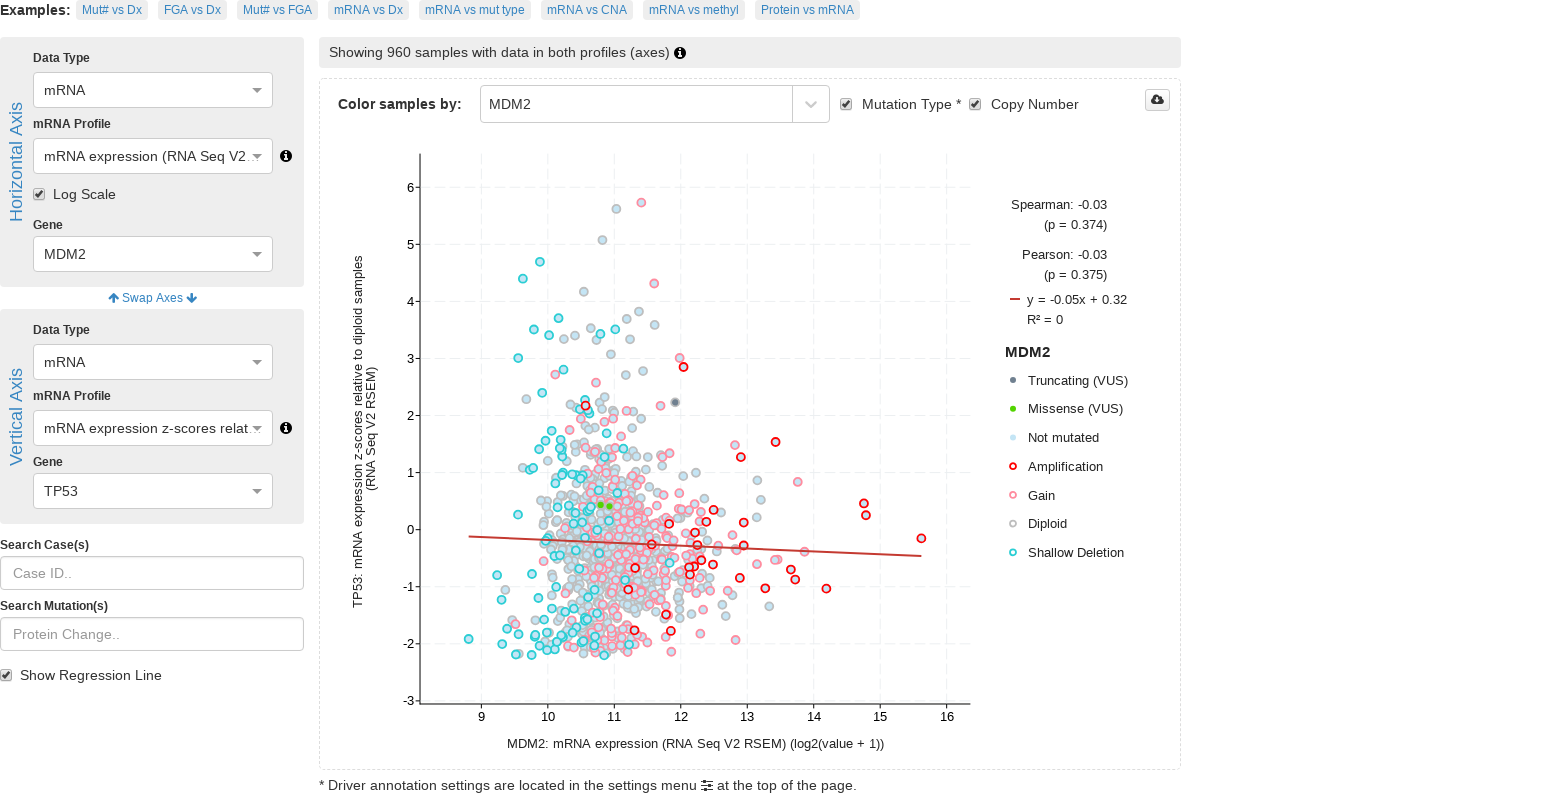 Examples: Mut# vs Dx FGA vs Dx Mut# vs FGA mRNA vs Dx mRNA vs mut type mRNA vs CNA mRNA vs methyl Protein vs mRNA
Horizontal Axis
Data Type
mRNA
mRNA Profile
mRNA expression (RNA Seq V2...
Log Scale
Gene
MDM2
Swap Axes
Vertical Axis
Data Type
mRNA
mRNA Profile
mRNA expression z-scores relat...
Gene
TP53
Search Case(s)
Case ID..
Search Mutation(s)
Protein Change..
Show Regression Line
Showing 960 samples with data in both profiles (axes)
Color samples by: MDM2 Mutation Type * Copy Number
TP53: mRNA expression z-scores relative to diploid samples
(RNA Seq V2 RSEM)
6
5
4
3
2
1
0
-1
-2
-3
9 10 11 12 13 14 15 16
MDM2: mRNA expression (RNA Seq V2 RSEM) (log2(value + 1))
Spearman: -0.03
(p = 0.374)
Pearson: -0.03
(p = 0.375)
y = -0.05x + 0.32
R² = 0
MDM2
Truncating (VUS)
Missense (VUS)
Not mutated
Amplification
Gain
Diploid
Shallow Deletion
* Driver annotation settings are located in the settings menu at the top of the page.